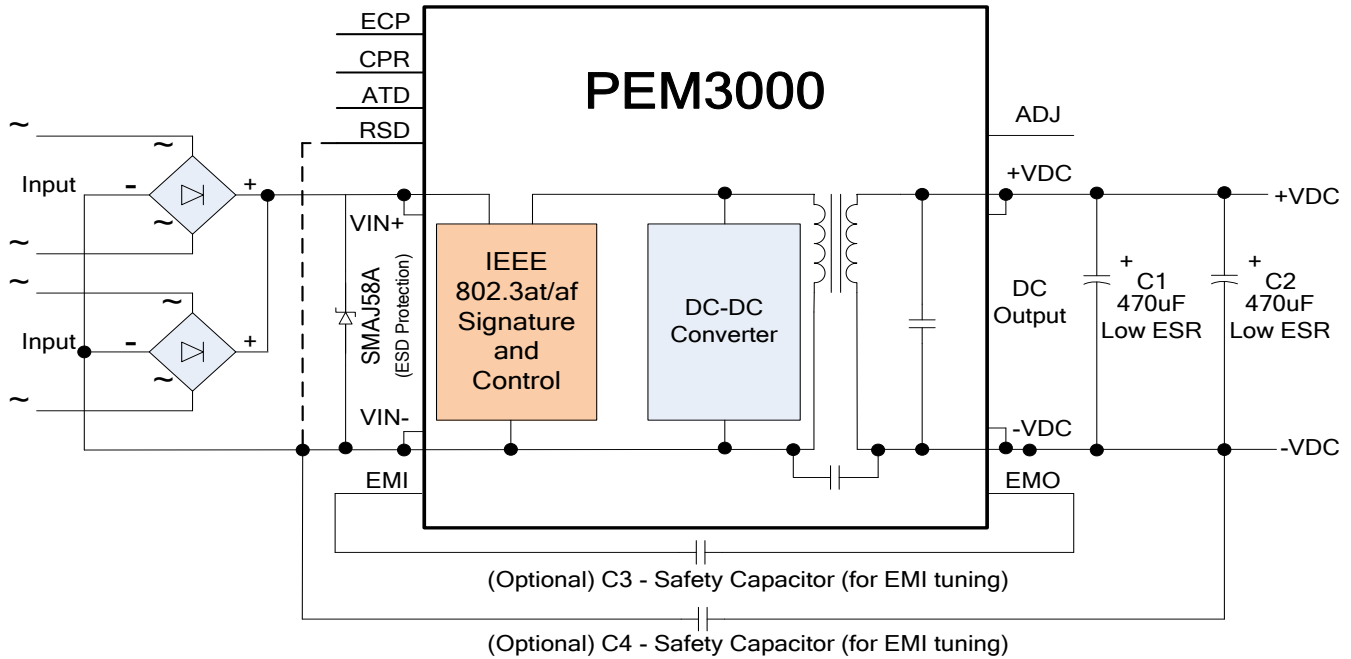 ECP
CPR
ATD
RSD
PEM3000
ADJ
~
~
+VDC
Input
-
+
+VDC
~
~
VIN+
SMAJ58A
(ESD Protection)
IEEE
802.3at/af
Signature
and
Control
DC-DC
Converter
DC
Output
+
C1
470uF
Low ESR
+
C2
470uF
Low ESR
~
~
Input
-
+
~
~
VIN-
-VDC
-VDC
EMI
EMO
(Optional) C3 - Safety Capacitor (for EMI tuning)
(Optional) C4 - Safety Capacitor (for EMI tuning)